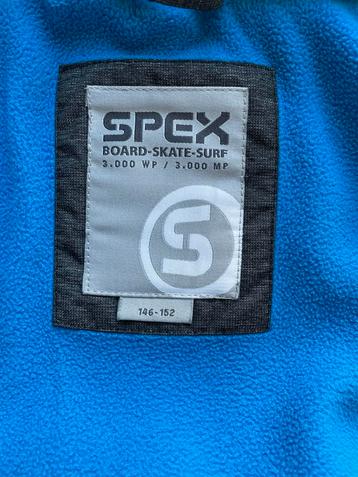 SPEX
BOARD-SKATE-SURF
3.000 WP / 3.000 MP
S
146-152